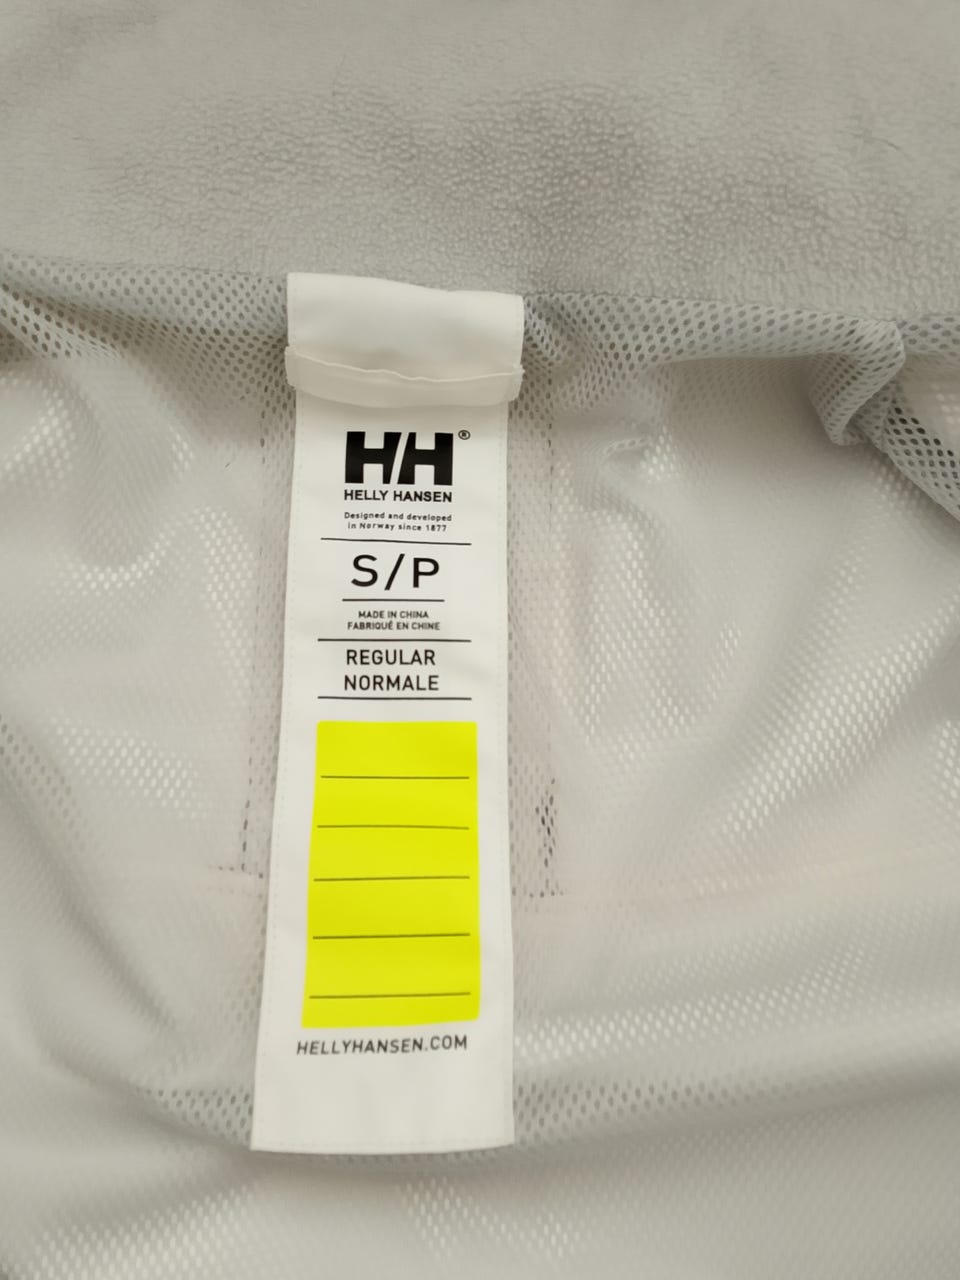 HH®
HELLY HANSEN
Designed and developed
in Norway since 1877
S/P
MADE IN CHINA
FABRIQUÉ EN CHINE
REGULAR
NORMALE
HELLYHANSEN.COM